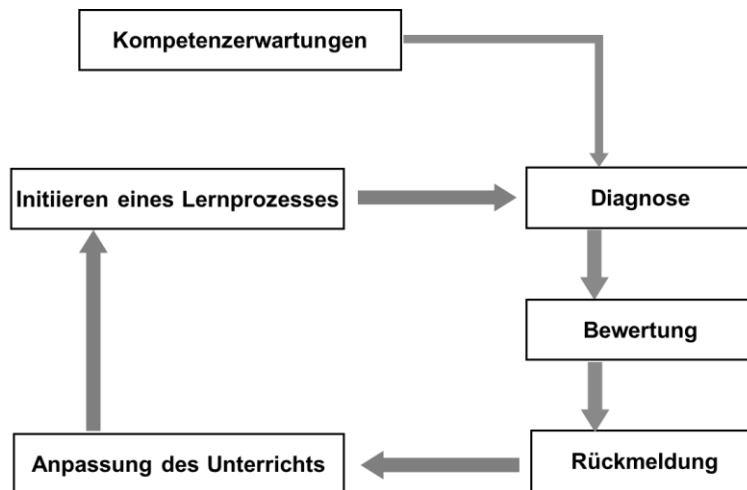 Kompetenzerwartungen
Initiieren eines Lernprozesses
Diagnose
Bewertung
Anpassung des Unterrichts
Rückmeldung